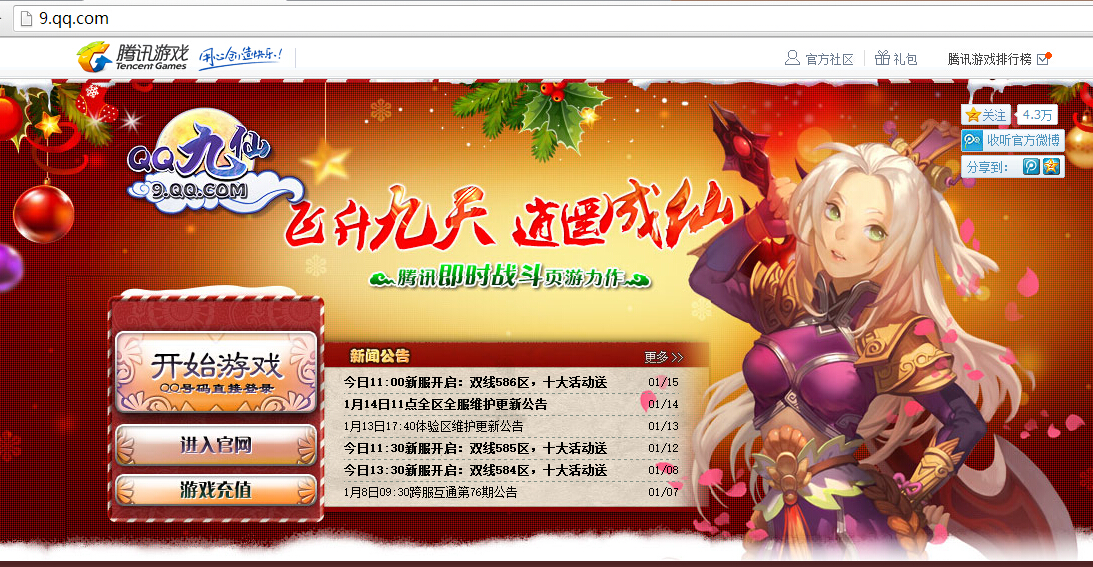 9.qq.com
腾讯游戏 用心创造快乐!
Tencent Games
官方社区 礼包 腾讯游戏排行榜
关注 4.3万
收听官方微博
分享到:
QQ九仙
9.QQ.COM
飞升九天 逍遥成仙
腾讯即时战斗页游力作
开始游戏
QQ号码直接登录
进入官网
游戏充值
新闻公告 更多>>
今日11:00新服开启：双线586区，十大活动送 01/15
1月14日11点全区全服维护更新公告 01/14
1月13日17:40体验区维护更新公告 01/13
今日11:30新服开启：双线585区，十大活动送 01/12
今日13:30新服开启：双线584区，十大活动送 01/08
1月8日09:30跨服互通第76期公告 01/07